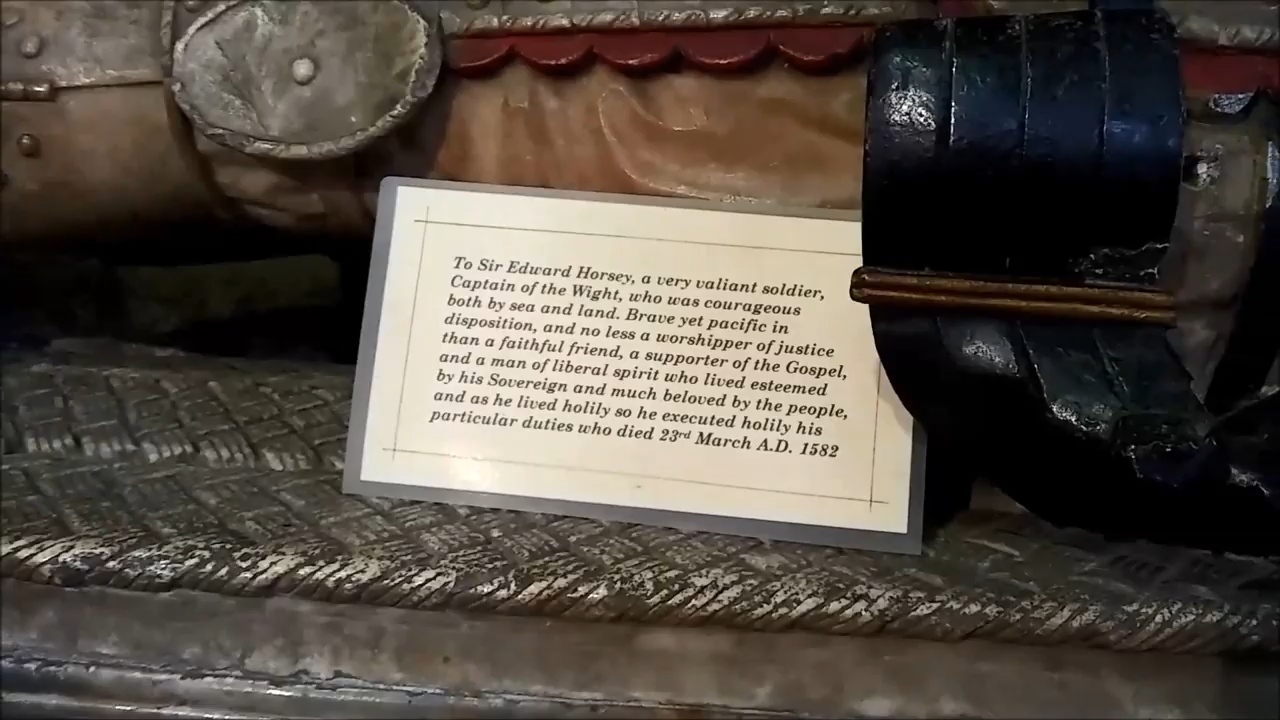 To Sir Edward Horsey, a very valiant soldier,
Captain of the Wight, who was courageous
both by sea and land. Brave yet pacific in
disposition, and no less a worshipper of justice
than a faithful friend, a supporter of the Gospel,
and a man of liberal spirit who lived esteemed
by his Sovereign and much beloved by the people,
and as he lived holily so he executed holily his
particular duties who died 23rd March A.D. 1582